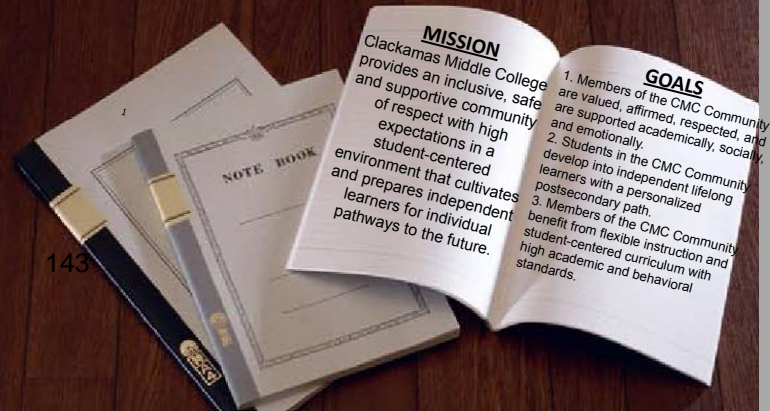 MISSION
Clackamas Middle College
provides an inclusive, safe
and supportive community
of respect with high
expectations in a
student-centered
environment that cultivates
and prepares independent
learners for individual
pathways to the future.
GOALS
1. Members of the CMC Community
are valued, affirmed, respected, and
are supported academically, socially,
and emotionally.
2. Students in the CMC Community
develop into independent lifelong
learners with a personalized
postsecondary path.
3. Members of the CMC Community
benefit from flexible instruction and
student-centered curriculum with
high academic and behavioral
standards.
1
NOTE BOOK
143